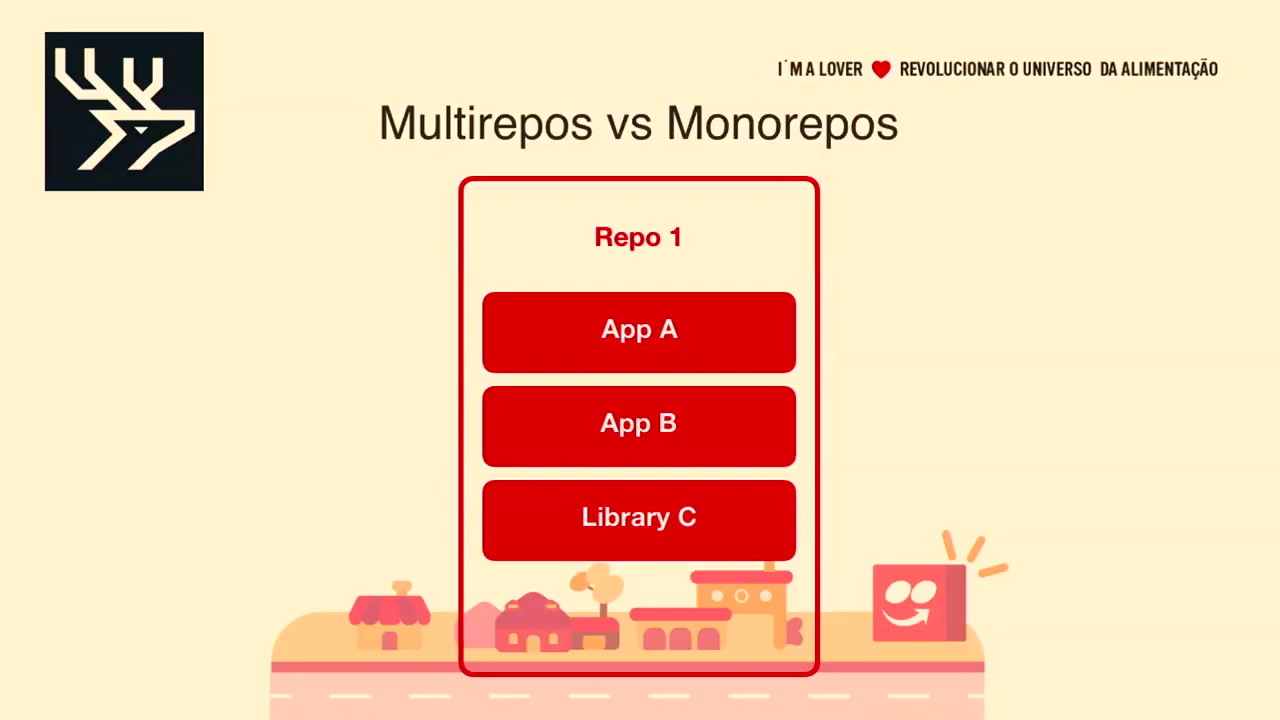 I´M A LOVER ❤ REVOLUCIONAR O UNIVERSO DA ALIMENTAÇÃO
Multirepos vs Monorepos
Repo 1
App A
App B
Library C